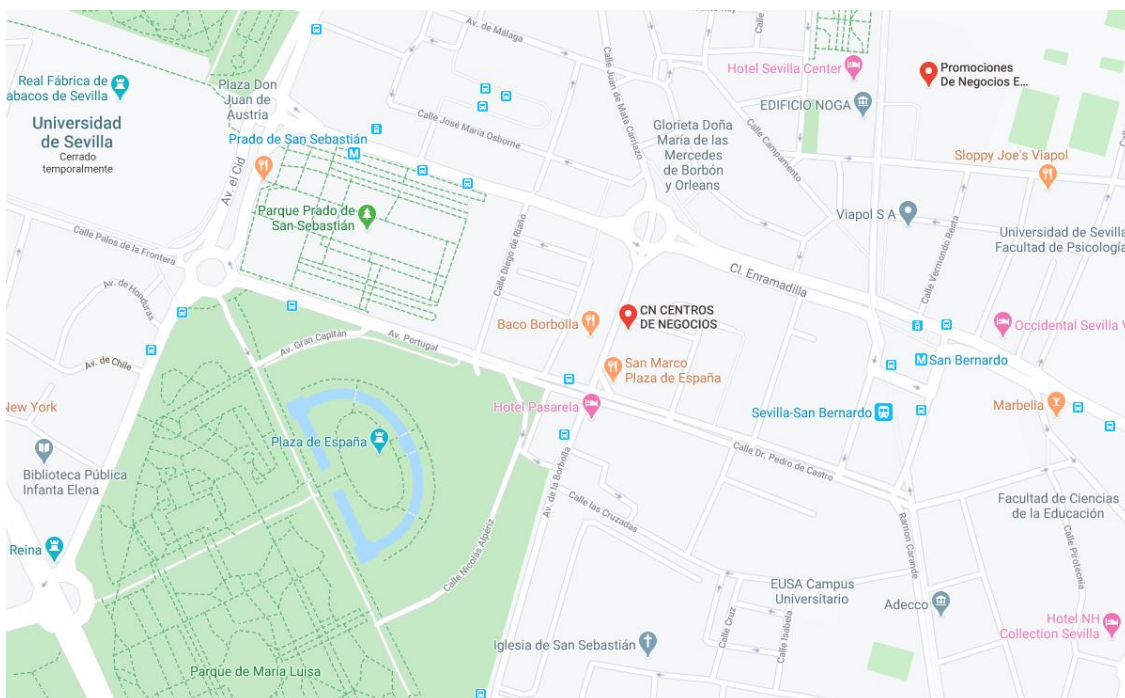 Av. de Málaga
Real Fábrica de
abacos de Sevilla
Plaza Don
Juan de
Austria
Calle Juan de Mata Carriazo
Hotel Sevilla Center
Promociones
De Negocios E...
EDIFICIO NOGA
Universidad
de Sevilla
Cerrado
temporalmente
Prado de San Sebastián
M
Calle José María Osborne
Glorieta Doña
María de las
Mercedes
de Borbón
y Orleans
Calle Campamento
Sloppy Joe's Viapol
Av. el Cid
Parque Prado de
San Sebastián
Calle Diego de Riaño
Viapol S A
Calle Vermondo Resta
Universidad de Sevilla
Facultad de Psicología
Calle Palos de la Frontera
Cl. Enramadilla
Av. de Honduras
CN CENTROS
DE NEGOCIOS
Baco Borbolla
Av. Portugal
Av. Gran Capitán
Occidental Sevilla V
Av. de Chile
San Marco
Plaza de España
M
San Bernardo
New York
Hotel Pasarela
Sevilla-San Bernardo
Marbella
Plaza de España
Calle Dr. Pedro de Castro
Biblioteca Pública
Infanta Elena
Av. de la Borbolla
Calle las Cruzadas
Facultad de Ciencias
de la Educación
Ramon Carande
Reina
Calle Nicolás Alpériz
Calle Pirotecnia
EUSA Campus
Universitario
Adecco
Calle Cruz
Calle Isabela
Hotel NH
Collection Sevilla
Iglesia de San Sebastián
Parque de María Luisa